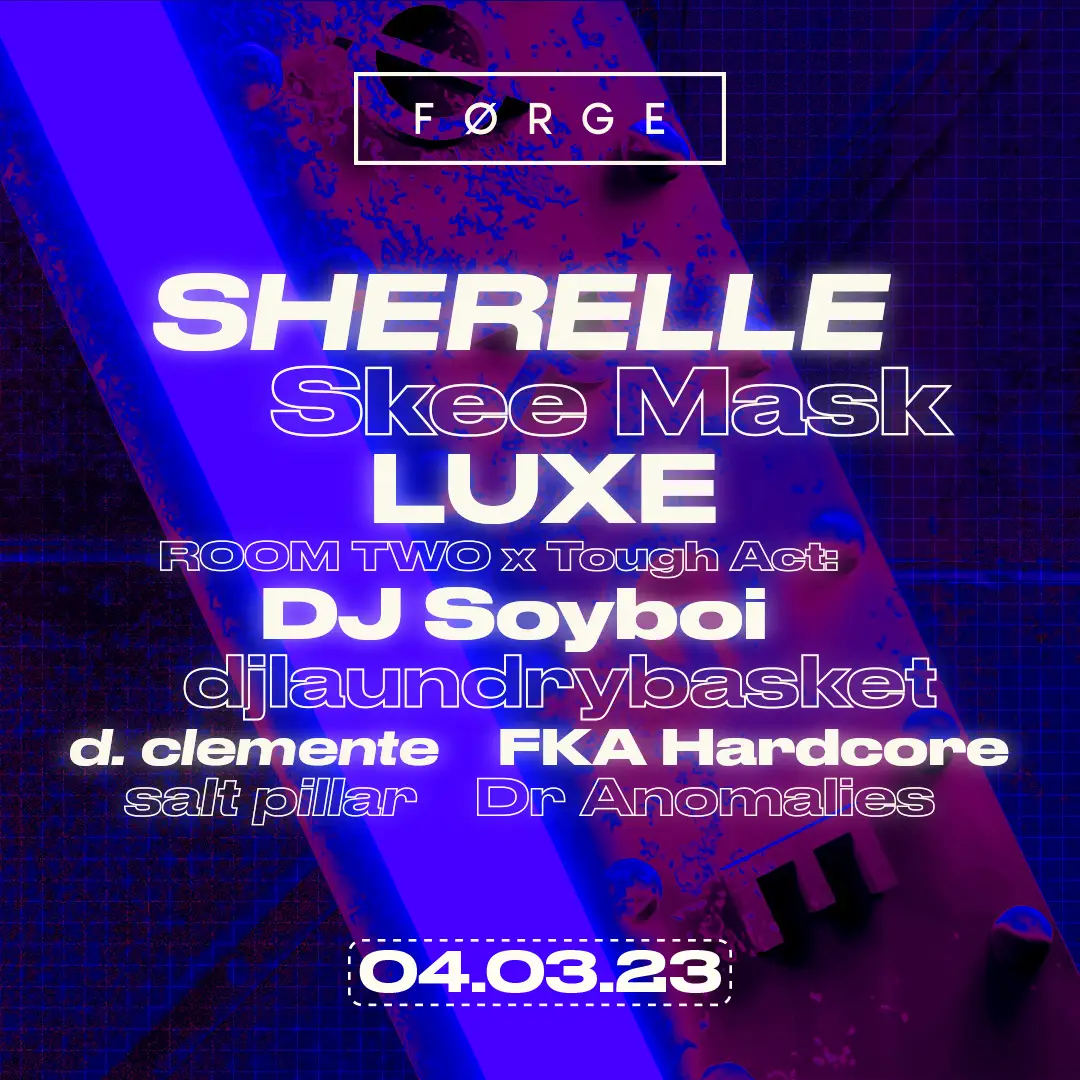 FØRGE
SHERELLE
Skee Mask
LUXE
ROOM TWO x Tough Act:
DJ Soyboi
djlaundrybasket
d. clemente FKA Hardcore
salt pillar Dr Anomalies
04.03.23